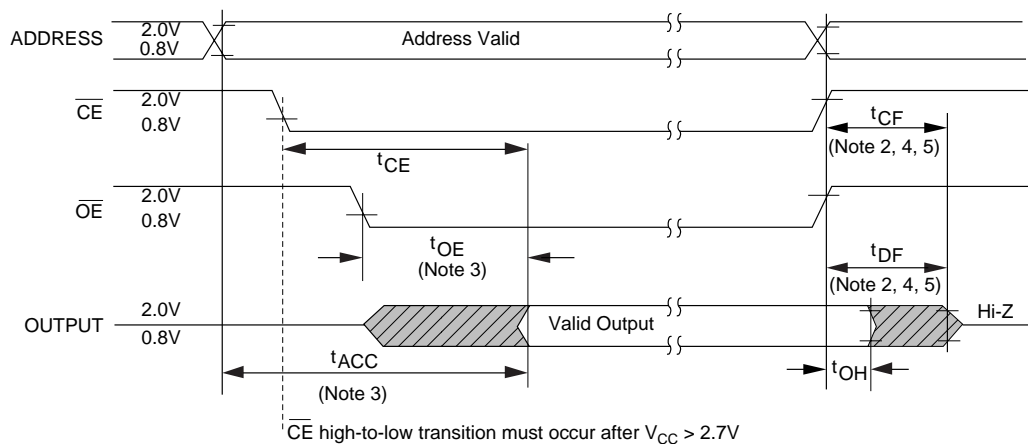 ADDRESS 2.0V Address Valid
0.8V
CE 2.0V tCF
0.8V (Note 2, 4, 5)
tCE
OE 2.0V
0.8V
tOE tDF
(Note 3) (Note 2, 4, 5)
OUTPUT 2.0V Valid Output Hi-Z
0.8V
tACC tOH
(Note 3)
CE high-to-low transition must occur after VCC > 2.7V